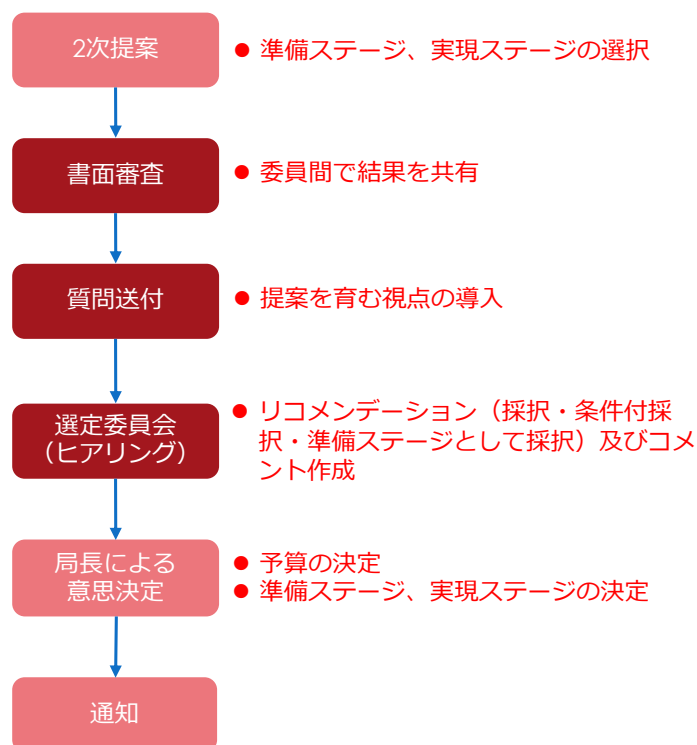 2次提案
● 準備ステージ、実現ステージの選択
書面審査
● 委員間で結果を共有
質問送付
● 提案を育む視点の導入
選定委員会
（ヒアリング）
● リコメンデーション（採択・条件付採
択・準備ステージとして採択）及びコメ
ント作成
局長による
意思決定
● 予算の決定
● 準備ステージ、実現ステージの決定
通知